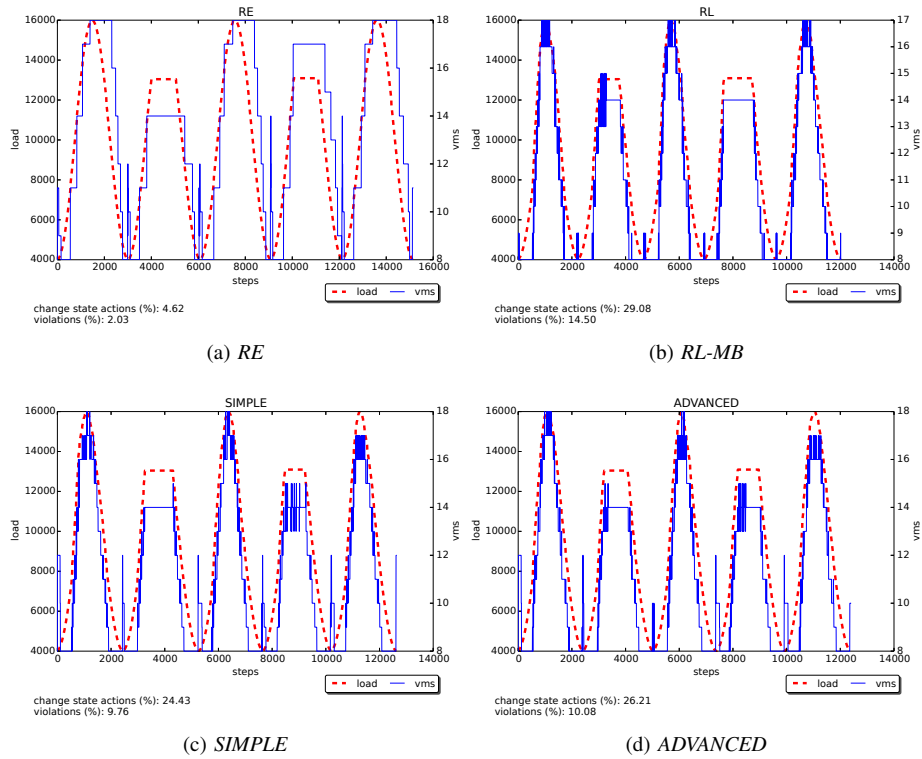 RE
16000
14000
12000
10000
8000
6000
4000
load
18
16
14
12
10
8
vms
0 2000 4000 6000 8000 10000 12000 14000 16000
steps
load vms
change state actions (%): 4.62
violations (%): 2.03
(a) RE
RL
16000
14000
12000
10000
8000
6000
4000
load
17
16
15
14
13
12
11
10
9
8
vms
0 2000 4000 6000 8000 10000 12000 14000
steps
load vms
change state actions (%): 29.08
violations (%): 14.50
(b) RL-MB
SIMPLE
16000
14000
12000
10000
8000
6000
4000
load
18
16
14
12
10
8
vms
0 2000 4000 6000 8000 10000 12000 14000
steps
load vms
change state actions (%): 24.43
violations (%): 9.76
(c) SIMPLE
ADVANCED
16000
14000
12000
10000
8000
6000
4000
load
18
16
14
12
10
8
vms
0 2000 4000 6000 8000 10000 12000 14000
steps
load vms
change state actions (%): 26.21
violations (%): 10.08
(d) ADVANCED